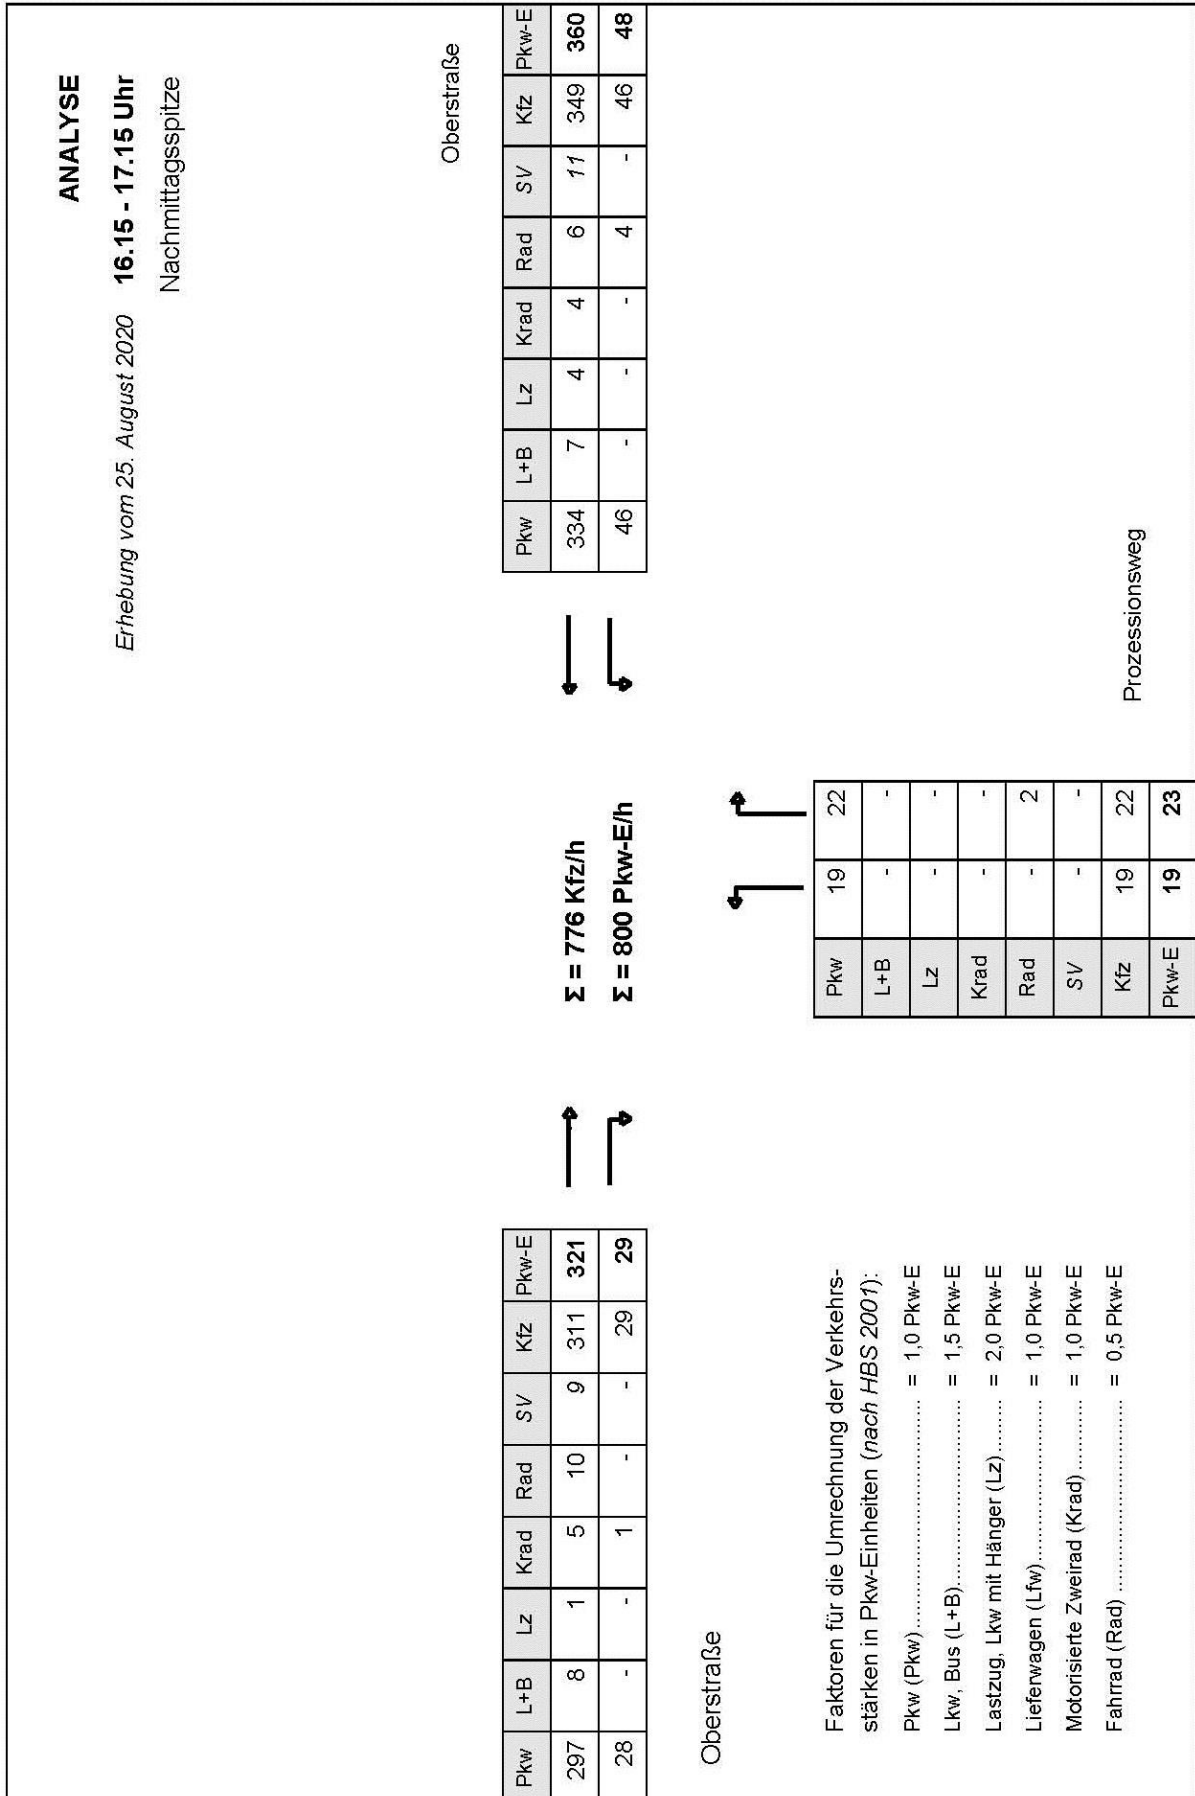 ANALYSE
Erhebung vom 25. August 2020 16.15 - 17.15 Uhr
Nachmittagsspitze
Oberstraße
Pkw L+B Lz Krad Rad SV Kfz Pkw-E
297 8 1 5 10 9 311 321
28 - - 1 - - 29 29
Pkw L+B Lz Krad Rad SV Kfz Pkw-E
334 7 4 4 6 11 349 360
46 - - - 4 - 46 48
Σ = 776 Kfz/h
Σ = 800 Pkw-E/h
Oberstraße
Pkw 19 22
L+B - -
Lz - -
Krad - -
Rad - 2
SV - -
Kfz 19 22
Pkw-E 19 23
Prozessionsweg
Faktoren für die Umrechnung der Verkehrs-
stärken in Pkw-Einheiten (nach HBS 2001):
Pkw (Pkw) = 1,0 Pkw-E
Lkw, Bus (L+B) = 1,5 Pkw-E
Lastzug, Lkw mit Hänger (Lz) = 2,0 Pkw-E
Lieferwagen (Lfw) = 1,0 Pkw-E
Motorisierte Zweirad (Krad) = 1,0 Pkw-E
Fahrrad (Rad) = 0,5 Pkw-E